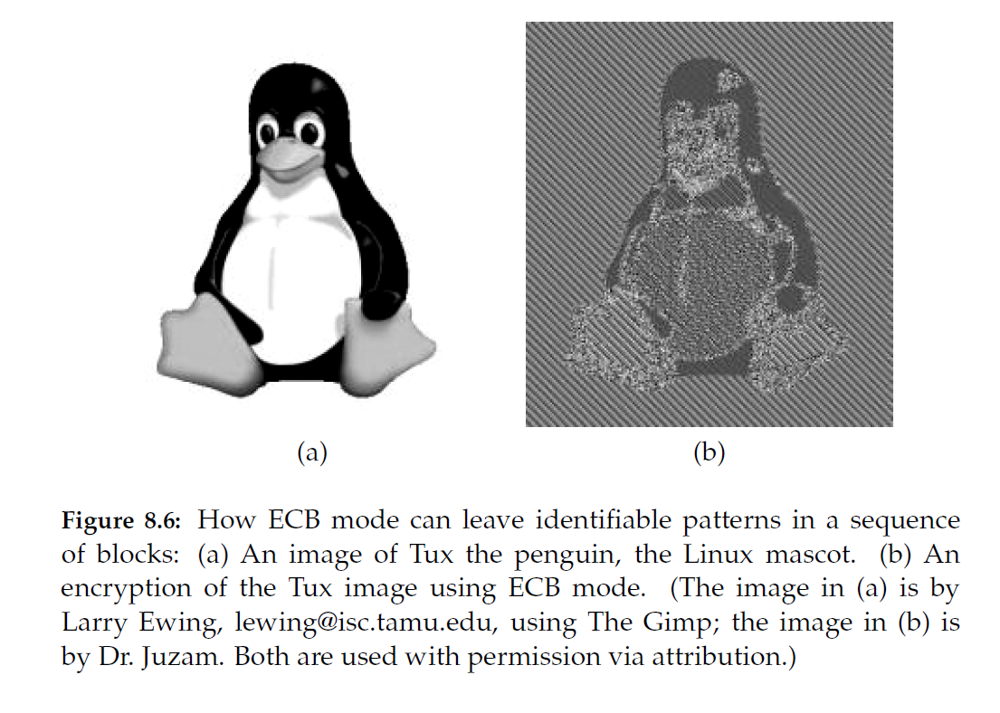 (a)
(b)
Figure 8.6: How ECB mode can leave identifiable patterns in a sequence
of blocks: (a) An image of Tux the penguin, the Linux mascot. (b) An
encryption of the Tux image using ECB mode. (The image in (a) is by
Larry Ewing, lewing@isc.tamu.edu, using The Gimp; the image in (b) is
by Dr. Juzam. Both are used with permission via attribution.)